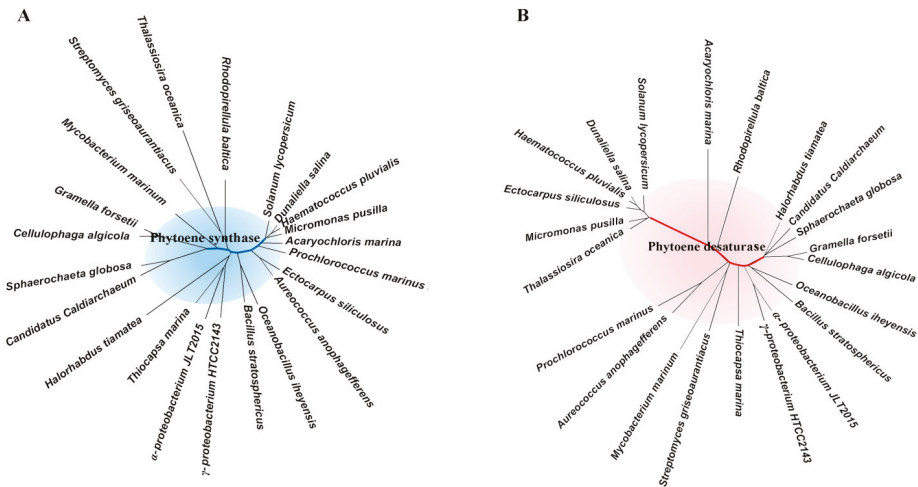 A
Thalassiosira oceanica
Streptomyces griseoaurantiacus
Rhodopirellula baltica
Mycobacterium marinum
Solanum lycopersicum
Dunaliella salina
Haematococcus pluvialis
Gramella forsetii
Micromonas pusilla
Cellulophaga algicola
Phytoene synthase
Acaryochloris marina
Prochlorococcus marinus
Sphaerochaeta globosa
Ectocarpus siliculosus
Candidatus Caldiarchaeum
Aureococcus anophagefferens
Halorhabdus tiamatea
Thiocapsa marina
Oceanobacillus iheyensis
Bacillus stratosphericus
α- proteobacterium JLT2015
γ- proteobacterium HTCC2143
B
Acaryochloris marina
Rhodopirellula baltica
Solanum lycopersicum
Dunaliella salina
Haematococcus pluvialis
Halorhabdus tiamatea
Candidatus Caldiarchaeum
Ectocarpus siliculosus
Sphaerochaeta globosa
Micromonas pusilla
Phytoene desaturase
Gramella forsetii
Thalassiosira oceanica
Cellulophaga algicola
Prochlorococcus marinus
Oceanobacillus iheyensis
Aureococcus anophagefferens
Bacillus stratosphericus
Mycobacterium marinum
α- proteobacterium JLT2015
Streptomyces griseoaurantiacus
Thiocapsa marina
γ-proteobacterium HTCC2143